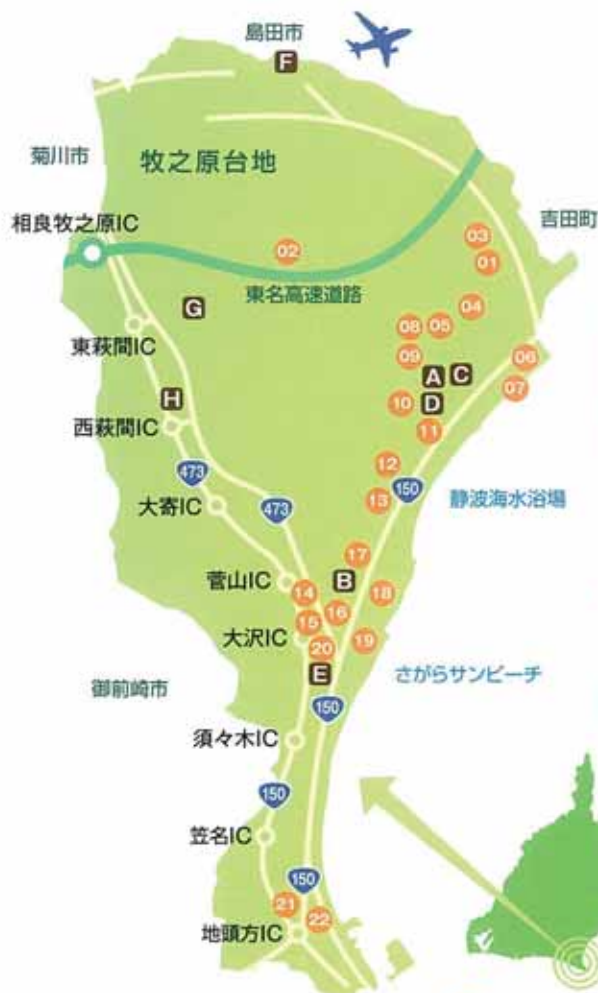 島田市
F
菊川市
牧之原台地
相良牧之原IC
吉田町
03
02
01
東名高速道路
G
04
東萩間IC
08
05
09
06
A
C
07
H
10
D
西萩間IC
11
12
473
150
静波海水浴場
13
大寄IC
473
17
菅山IC
B
14
18
16
15
大沢IC
19
20
E
さがらサンビーチ
御前崎市
150
須々木IC
150
笠名IC
150
21
22
地頭方IC